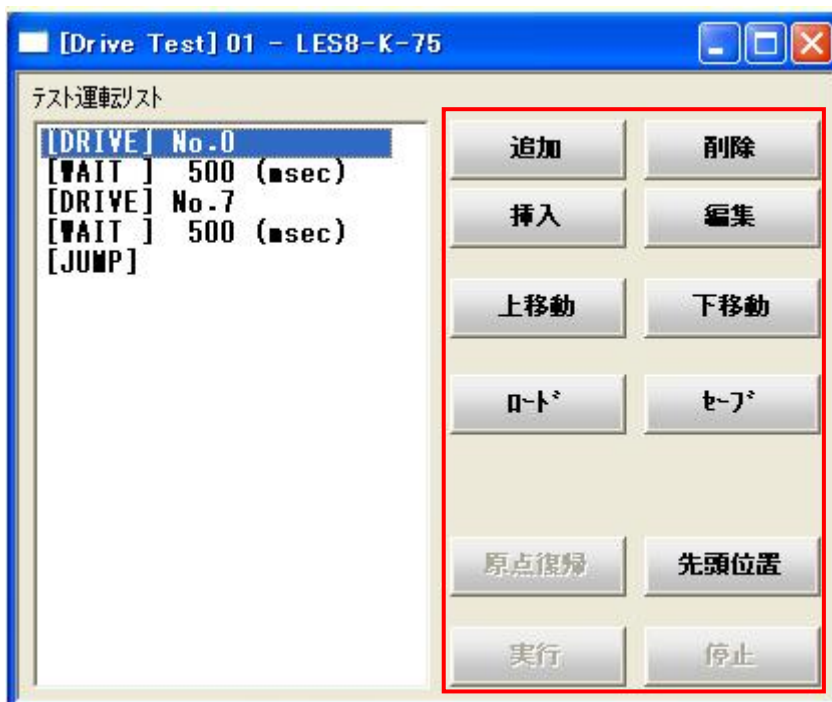 [Drive Test] 01 - LES8-K-75
テスト運転リスト
[DRIVE] No.0
[WAIT ] 500 (msec)
[DRIVE] No.7
[WAIT ] 500 (msec)
[JUMP]
追加 削除
挿入 編集
上移動 下移動
ﾛｰﾄﾞ ｾｰﾌﾞ
原点復帰 先頭位置
実行 停止